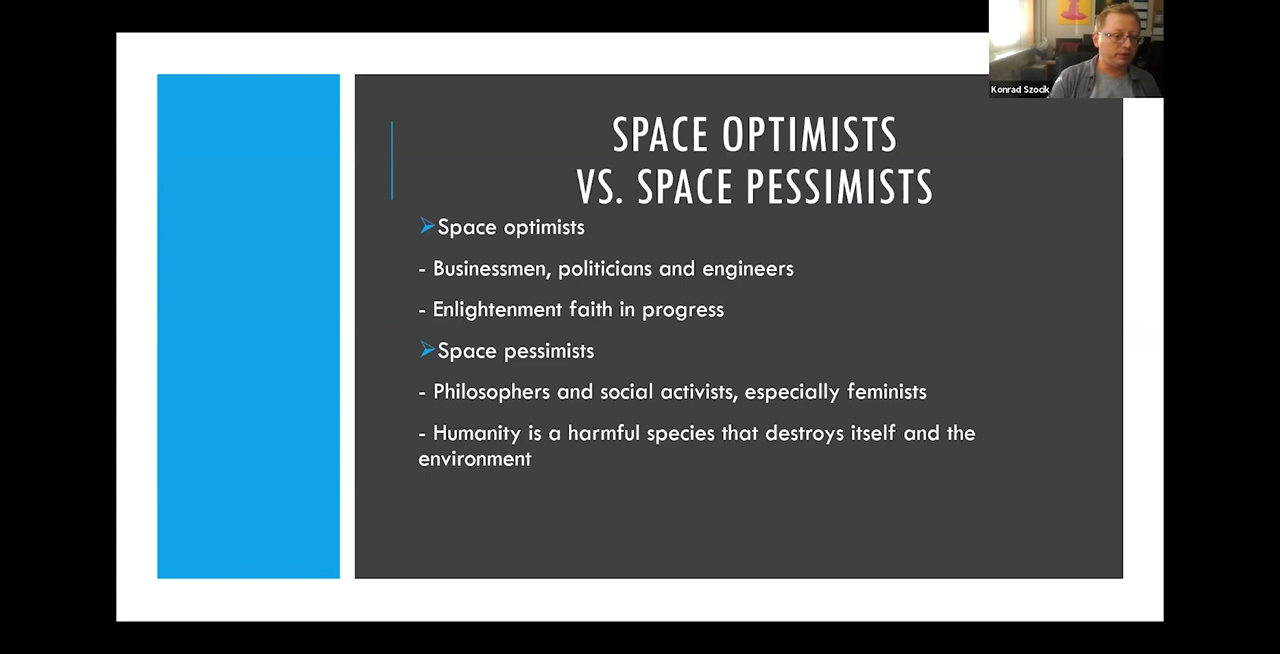 Konrad Szocik
SPACE OPTIMISTS
VS. SPACE PESSIMISTS
Space optimists
- Businessmen, politicians and engineers
- Enlightenment faith in progress
Space pessimists
- Philosophers and social activists, especially feminists
- Humanity is a harmful species that destroys itself and the
environment